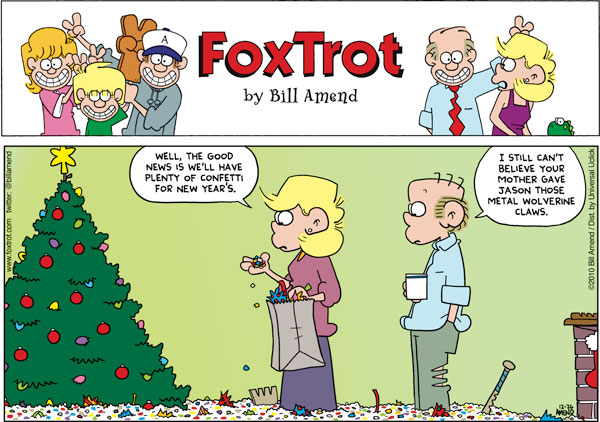 A
FOXTROT
by Bill Amend
WELL, THE GOOD
NEWS IS WE'LL HAVE
PLENTY OF CONFETTI
FOR NEW YEAR'S.
I STILL CAN'T
BELIEVE YOUR
MOTHER GAVE
JASON THOSE
METAL WOLVERINE
CLAWS.
www.foxtrot.com twitter: @billamend
©2010 Bill Amend / Dist. by Universal Uclick
12-26
AMEND